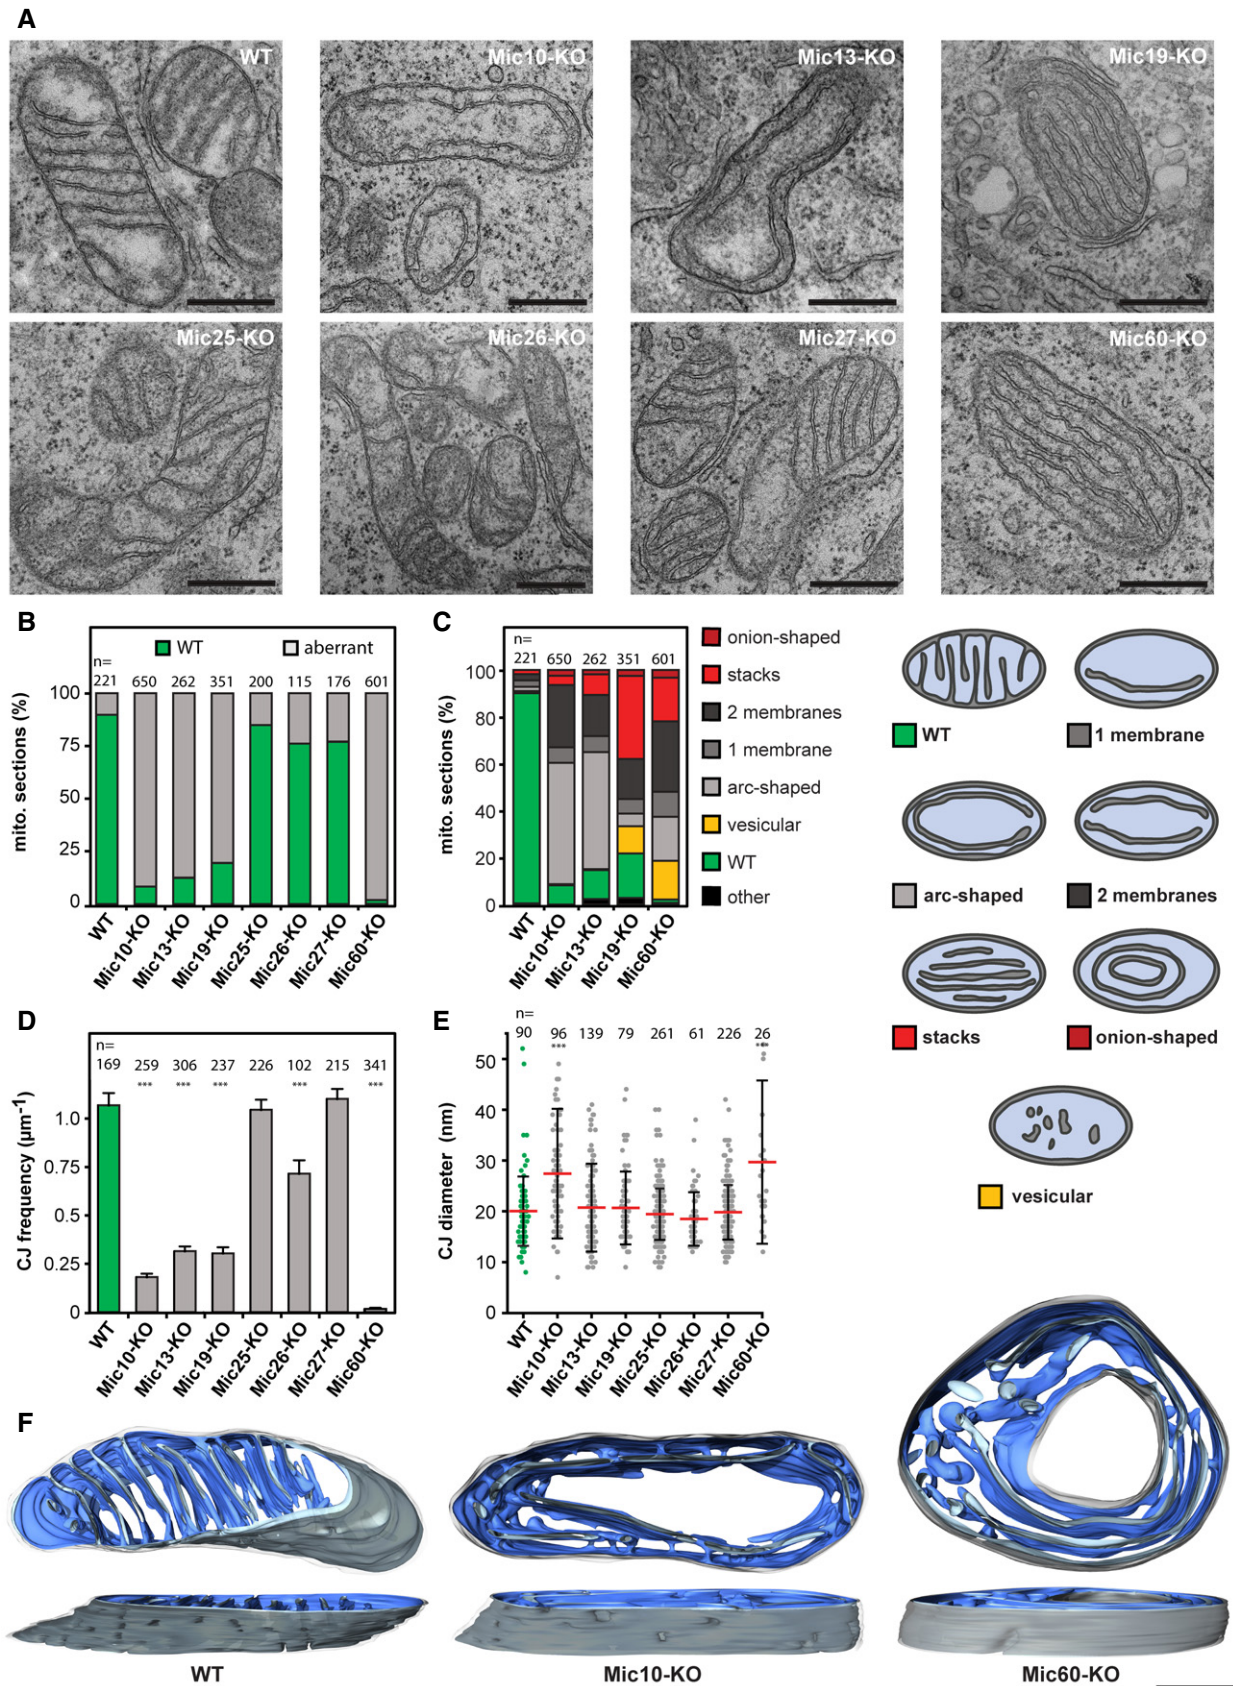 A
WT
Mic10-KO
Mic13-KO
Mic19-KO
Mic25-KO
Mic26-KO
Mic27-KO
Mic60-KO
B
WT
aberrant
n=
221 650 262 351 200 115 176 601
mito. sections (%)
100
75
50
25
0
WT
Mic10-KO
Mic13-KO
Mic19-KO
Mic25-KO
Mic26-KO
Mic27-KO
Mic60-KO
C
n=
221 650 262 351 601
mito. sections (%)
100
80
60
40
20
0
WT
Mic10-KO
Mic13-KO
Mic19-KO
Mic60-KO
onion-shaped
stacks
2 membranes
1 membrane
arc-shaped
vesicular
WT
other
WT
1 membrane
arc-shaped
2 membranes
stacks
onion-shaped
vesicular
D
n=
169 259 306 237 226 102 215 341
*** *** *** *** ***
CJ frequency (µm-1)
1.0
0.75
0.5
0.25
0
WT
Mic10-KO
Mic13-KO
Mic19-KO
Mic25-KO
Mic26-KO
Mic27-KO
Mic60-KO
E
n=
90 96 139 79 261 61 226 26
*** ***
CJ diameter (nm)
50
40
30
20
10
0
WT
Mic10-KO
Mic13-KO
Mic19-KO
Mic25-KO
Mic26-KO
Mic27-KO
Mic60-KO
F
WT
Mic10-KO
Mic60-KO